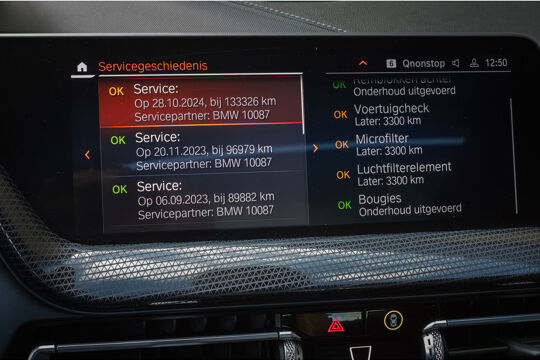 Servicegeschiedenis
6 Qnonstop 12:50
OK Service:
Op 28.10.2024, bij 133326 km
Servicepartner: BMW 10087
OK Service:
Op 20.11.2023, bij 96979 km
Servicepartner: BMW 10087
OK Service:
Op 06.09.2023, bij 89882 km
Servicepartner: BMW 10087
OK Remblokken achter
Onderhoud uitgevoerd
OK Voertuigcheck
Later: 3300 km
OK Microfilter
Later: 3300 km
OK Luchtfilterelement
Later: 3300 km
OK Bougies
Onderhoud uitgevoerd